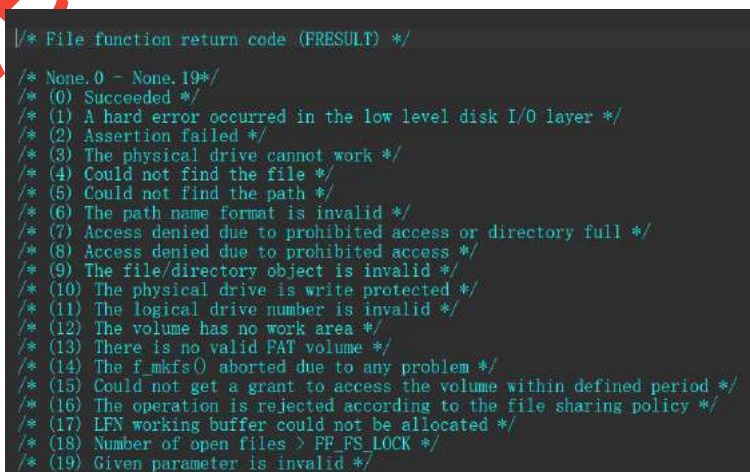 /* File function return code (FRESULT) */
/* None.0 - None.19*/
/* (0) Succeeded */
/* (1) A hard error occurred in the low level disk I/O layer */
/* (2) Assertion failed */
/* (3) The physical drive cannot work */
/* (4) Could not find the file */
/* (5) Could not find the path */
/* (6) The path name format is invalid */
/* (7) Access denied due to prohibited access or directory full */
/* (8) Access denied due to prohibited access */
/* (9) The file/directory object is invalid */
/* (10) The physical drive is write protected */
/* (11) The logical drive number is invalid */
/* (12) The volume has no work area */
/* (13) There is no valid FAT volume */
/* (14) The f_mkfs() aborted due to any problem */
/* (15) Could not get a grant to access the volume within defined period */
/* (16) The operation is rejected according to the file sharing policy */
/* (17) LFN working buffer could not be allocated */
/* (18) Number of open files > FF_FS_LOCK */
/* (19) Given parameter is invalid */